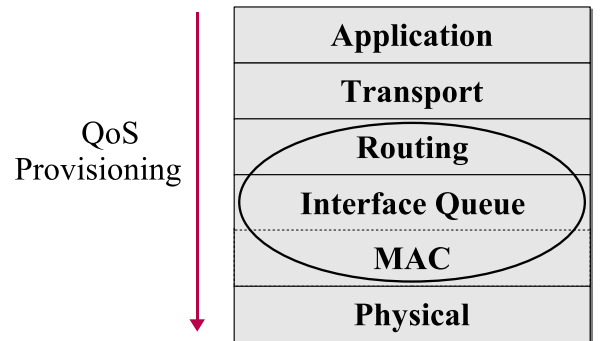 QoS
Provisioning
Application
Transport
Routing
Interface Queue
MAC
Physical